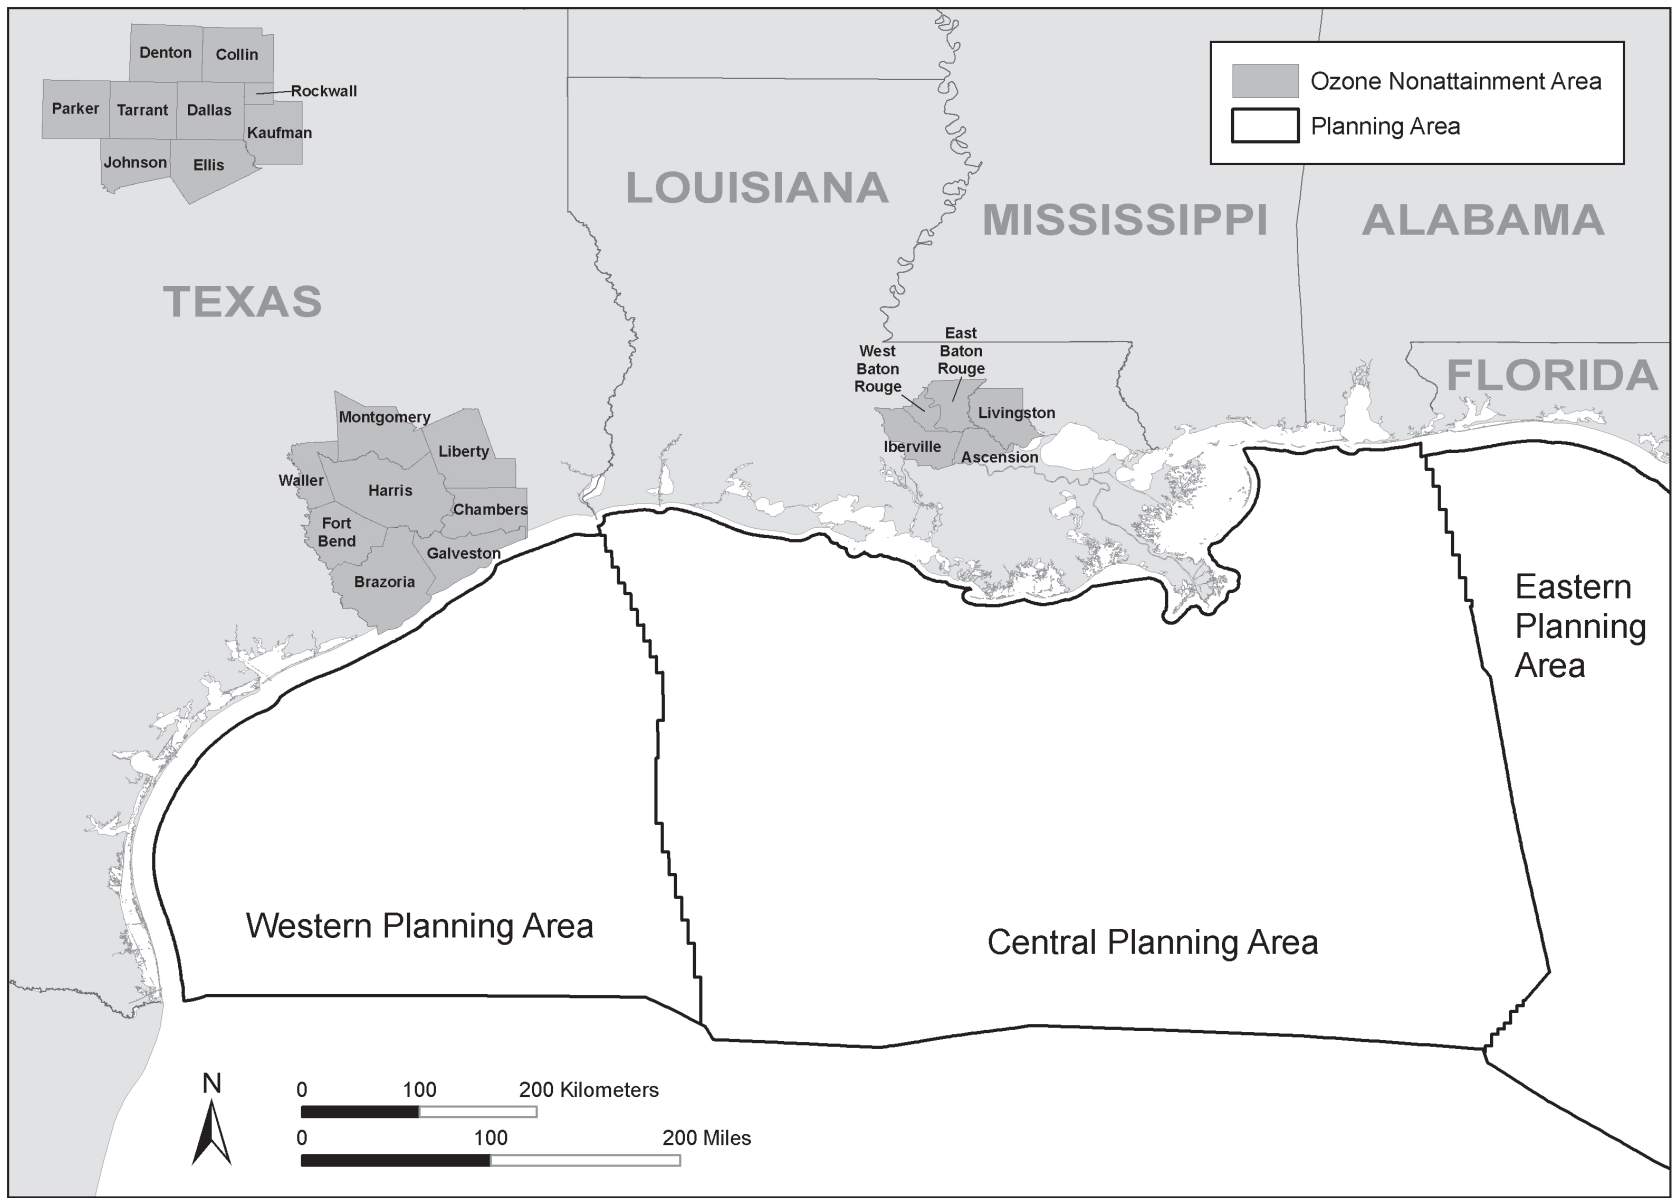 Denton
Collin
Rockwall
Parker
Tarrant
Dallas
Kaufman
Johnson
Ellis
Ozone Nonattainment Area
Planning Area
LOUISIANA
MISSISSIPPI
ALABAMA
TEXAS
FLORIDA
East
Baton
Rouge
West
Baton
Rouge
Livingston
Iberville
Ascension
Montgomery
Liberty
Waller
Harris
Chambers
Fort
Bend
Galveston
Brazoria
Eastern
Planning
Area
Western Planning Area
Central Planning Area
N
0 100 200 Kilometers
0 100 200 Miles